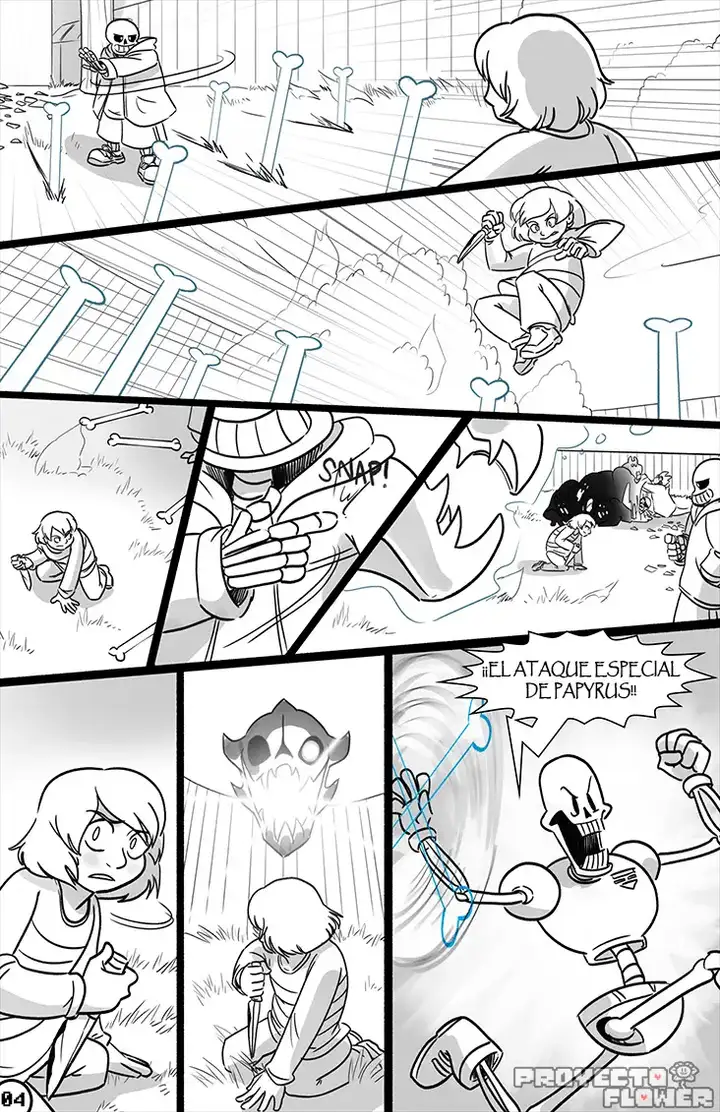 SNAP!
¡¡EL ATAQUE ESPECIAL
DE PAPYRUS!!
04
PROYECTO
FLOWER